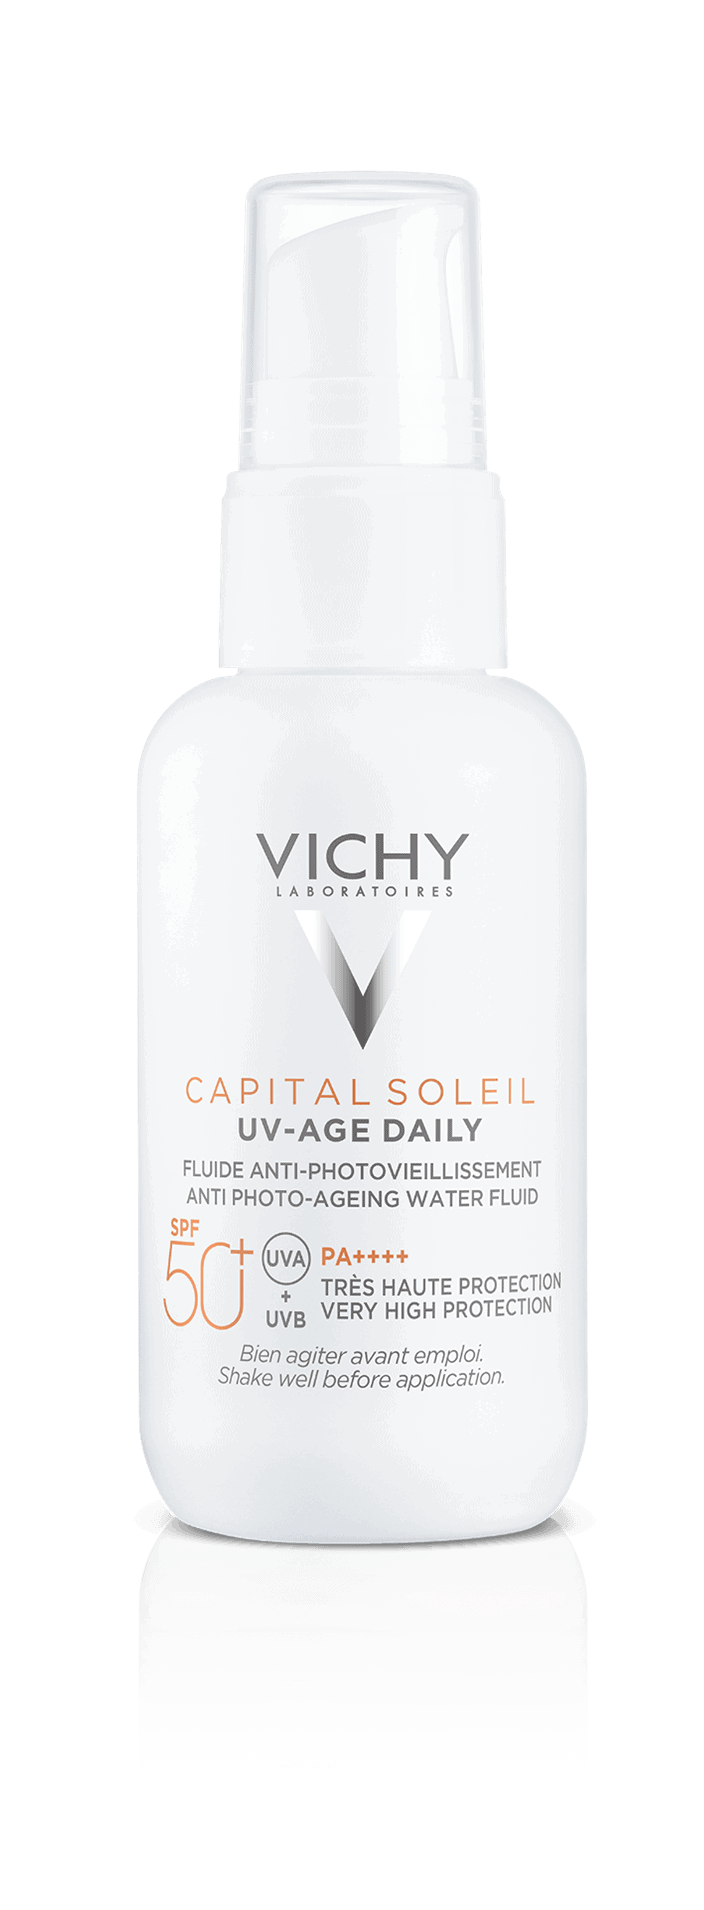 VICHY
LABORATOIRES
CAPITAL SOLEIL
UV-AGE DAILY
FLUIDE ANTI-PHOTOVIEILLISSEMENT
ANTI PHOTO-AGEING WATER FLUID
SPF
50+
UVA
+
UVB
PA++++
TRÈS HAUTE PROTECTION
VERY HIGH PROTECTION
Bien agiter avant emploi.
Shake well before application.